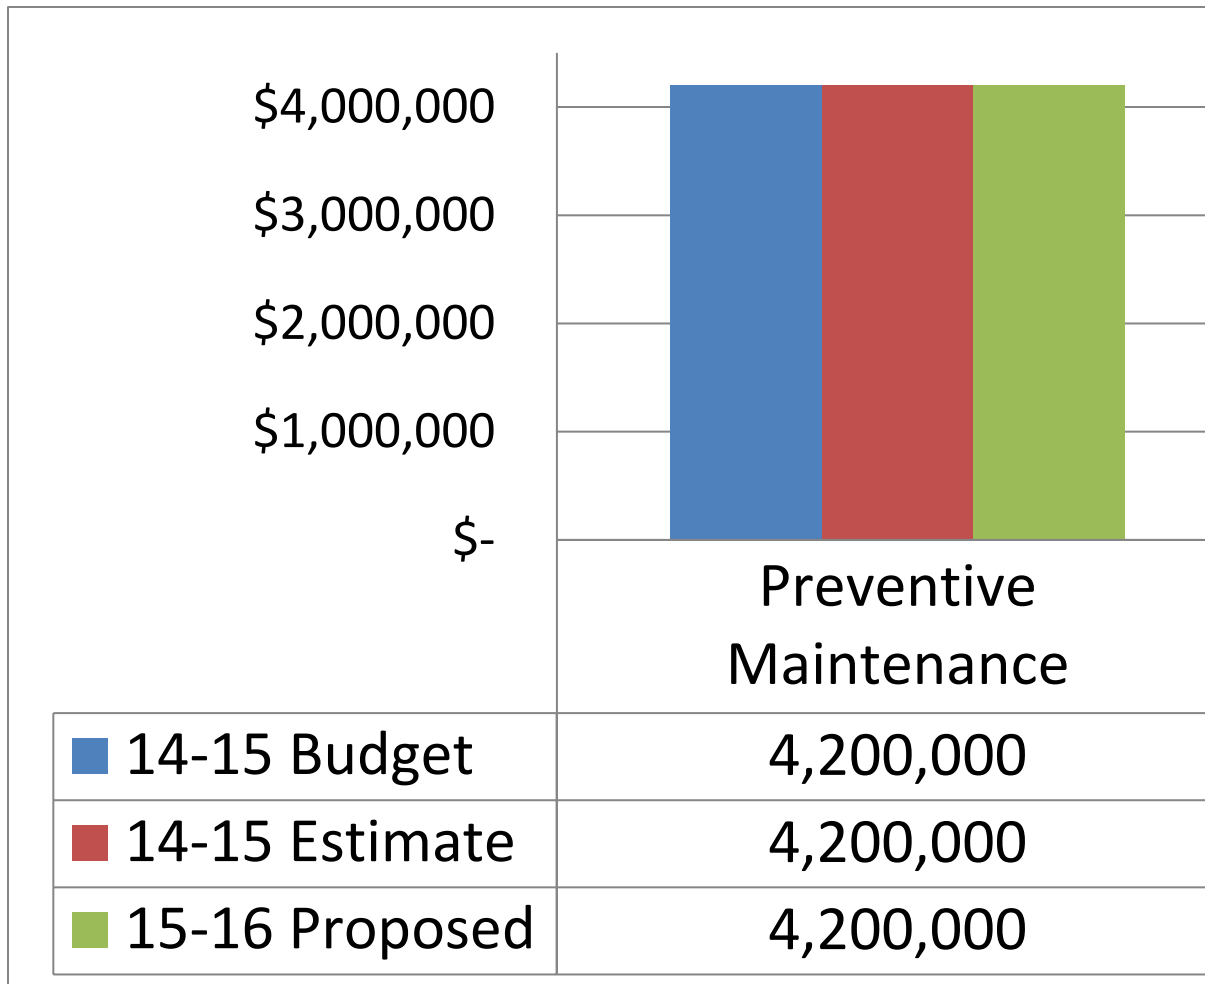 $4,000,000
$3,000,000
$2,000,000
$1,000,000
$-
Preventive
Maintenance
14-15 Budget 4,200,000
14-15 Estimate 4,200,000
15-16 Proposed 4,200,000